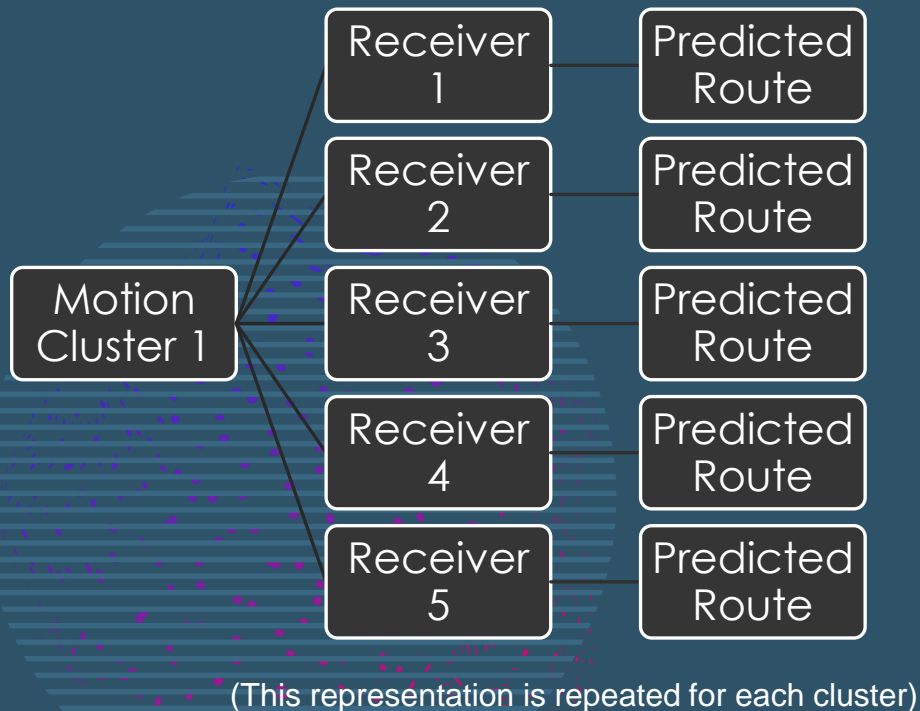 Receiver
1
Predicted
Route
Receiver
2
Predicted
Route
Motion
Cluster 1
Receiver
3
Predicted
Route
Receiver
4
Predicted
Route
Receiver
5
Predicted
Route
(This representation is repeated for each cluster)